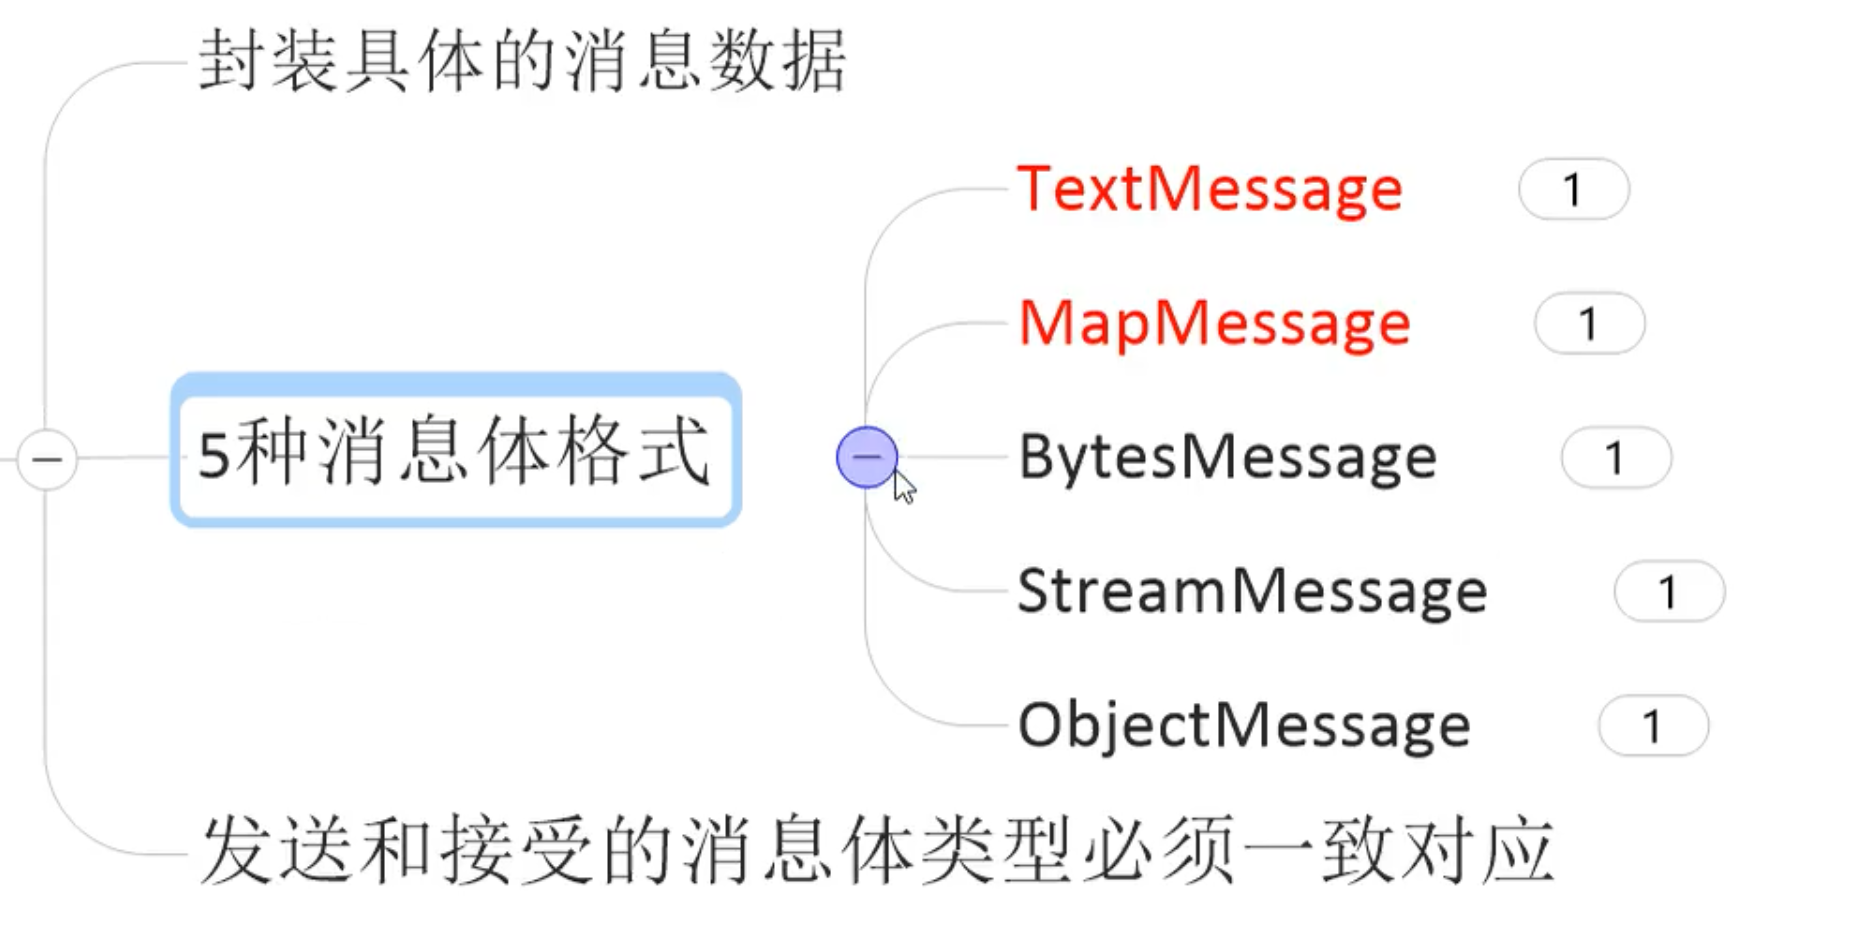 封装具体的消息数据
TextMessage 1
MapMessage 1
5种消息体格式
BytesMessage 1
StreamMessage 1
ObjectMessage 1
发送和接受的消息体类型必须一致对应